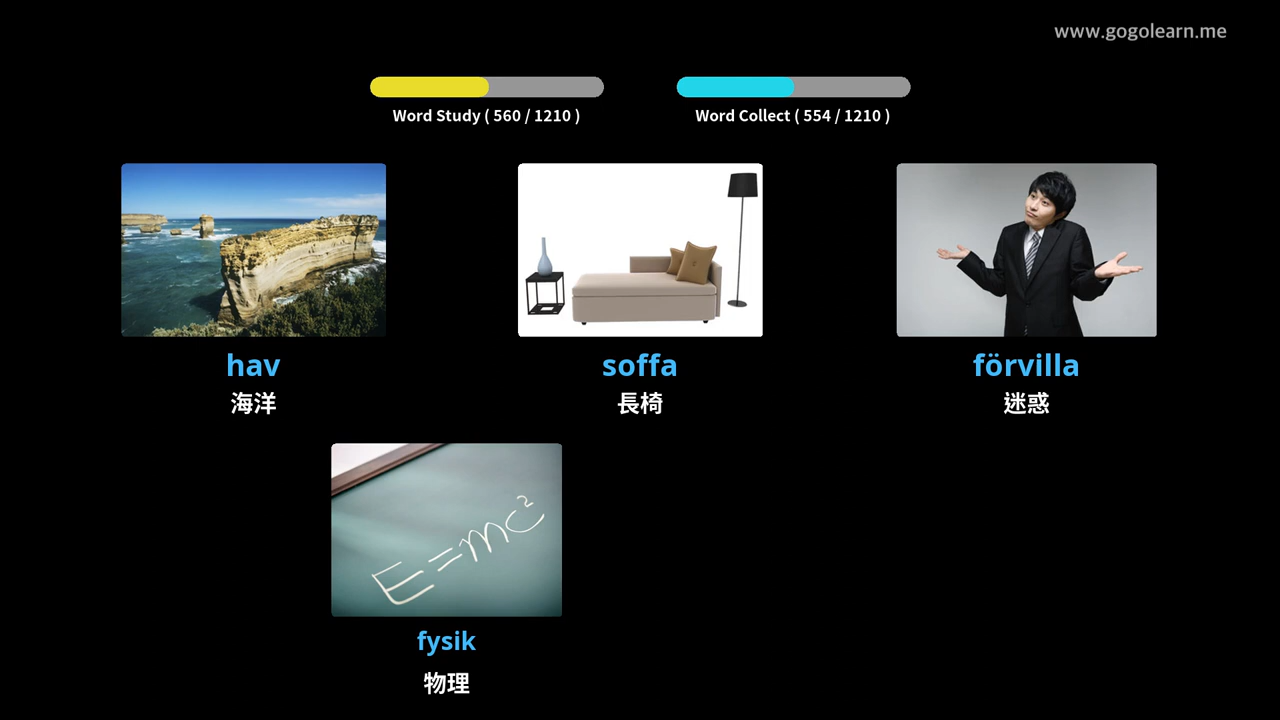 www.gogolearn.me
Word Study ( 560 / 1210 )
Word Collect ( 554 / 1210 )
hav
海洋
soffa
長椅
förvilla
迷惑
E=mc²
fysik
物理